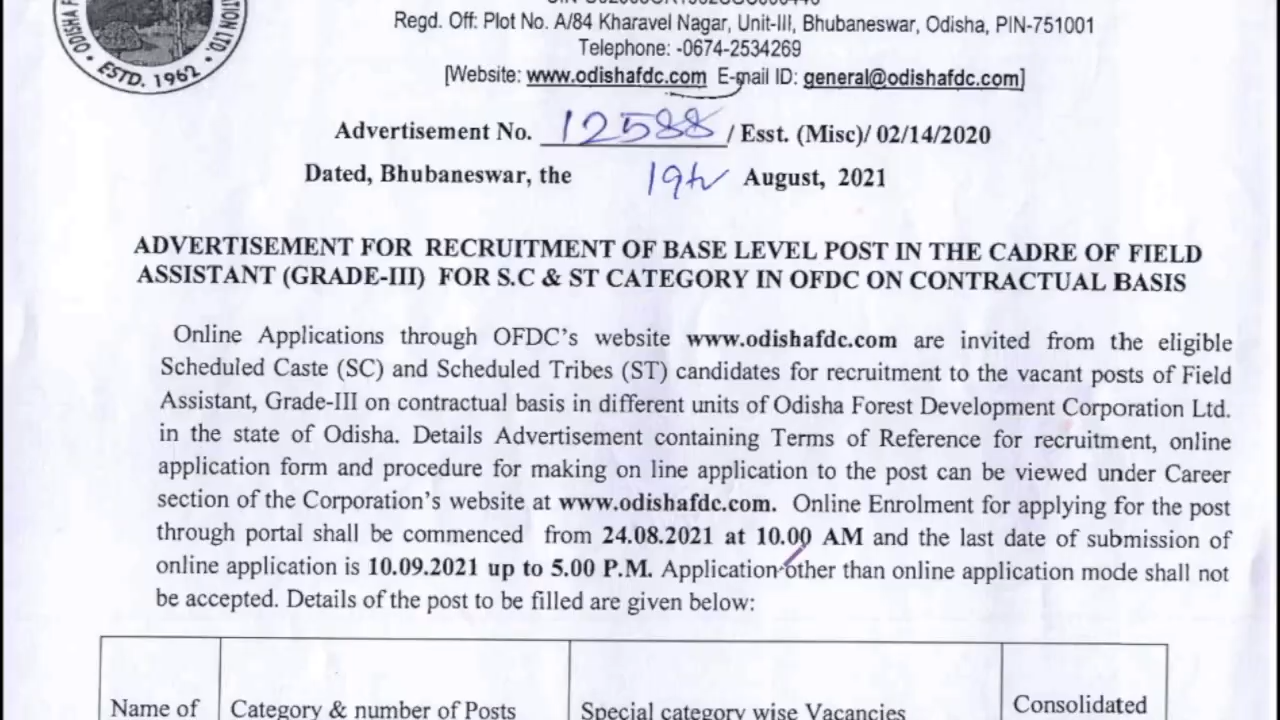 ODISHA F
ATION LTD.
ESTD. 1962
Regd. Off: Plot No. A/84 Kharavel Nagar, Unit-III, Bhubaneswar, Odisha, PIN-751001
Telephone: -0674-2534269
[Website: www.odishafdc.com E-mail ID: general@odishafdc.com]
Advertisement No. 12588 / Esst. (Misc)/ 02/14/2020
Dated, Bhubaneswar, the 19th August, 2021
ADVERTISEMENT FOR RECRUITMENT OF BASE LEVEL POST IN THE CADRE OF FIELD
ASSISTANT (GRADE-III) FOR S.C & ST CATEGORY IN OFDC ON CONTRACTUAL BASIS
Online Applications through OFDC's website www.odishafdc.com are invited from the eligible
Scheduled Caste (SC) and Scheduled Tribes (ST) candidates for recruitment to the vacant posts of Field
Assistant, Grade-III on contractual basis in different units of Odisha Forest Development Corporation Ltd.
in the state of Odisha. Details Advertisement containing Terms of Reference for recruitment, online
application form and procedure for making on line application to the post can be viewed under Career
section of the Corporation's website at www.odishafdc.com. Online Enrolment for applying for the post
through portal shall be commenced from 24.08.2021 at 10.00 AM and the last date of submission of
online application is 10.09.2021 up to 5.00 P.M. Application other than online application mode shall not
be accepted. Details of the post to be filled are given below:
Name of
Category & number of Posts
Special category wise Vacancies
Consolidated